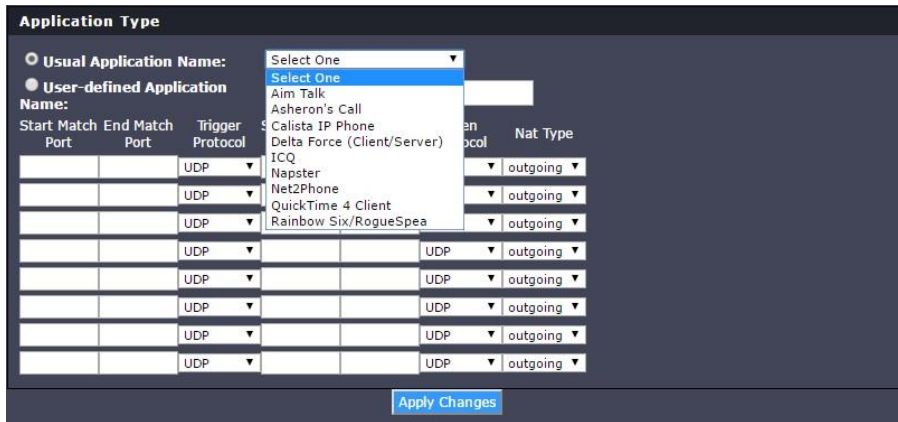 Application Type
Usual Application Name: Select One
Select One
User-defined Application Name:
Aim Talk
Asheron's Call
Calista IP Phone
Delta Force (Client/Server)
ICQ
Napster
Net2Phone
QuickTime 4 Client
Rainbow Six/RogueSpea
Start Match Port End Match Port Trigger Protocol Nat Type
UDP outgoing
UDP outgoing
UDP outgoing
UDP UDP outgoing
UDP UDP outgoing
UDP UDP outgoing
UDP UDP outgoing
UDP UDP outgoing
Apply Changes